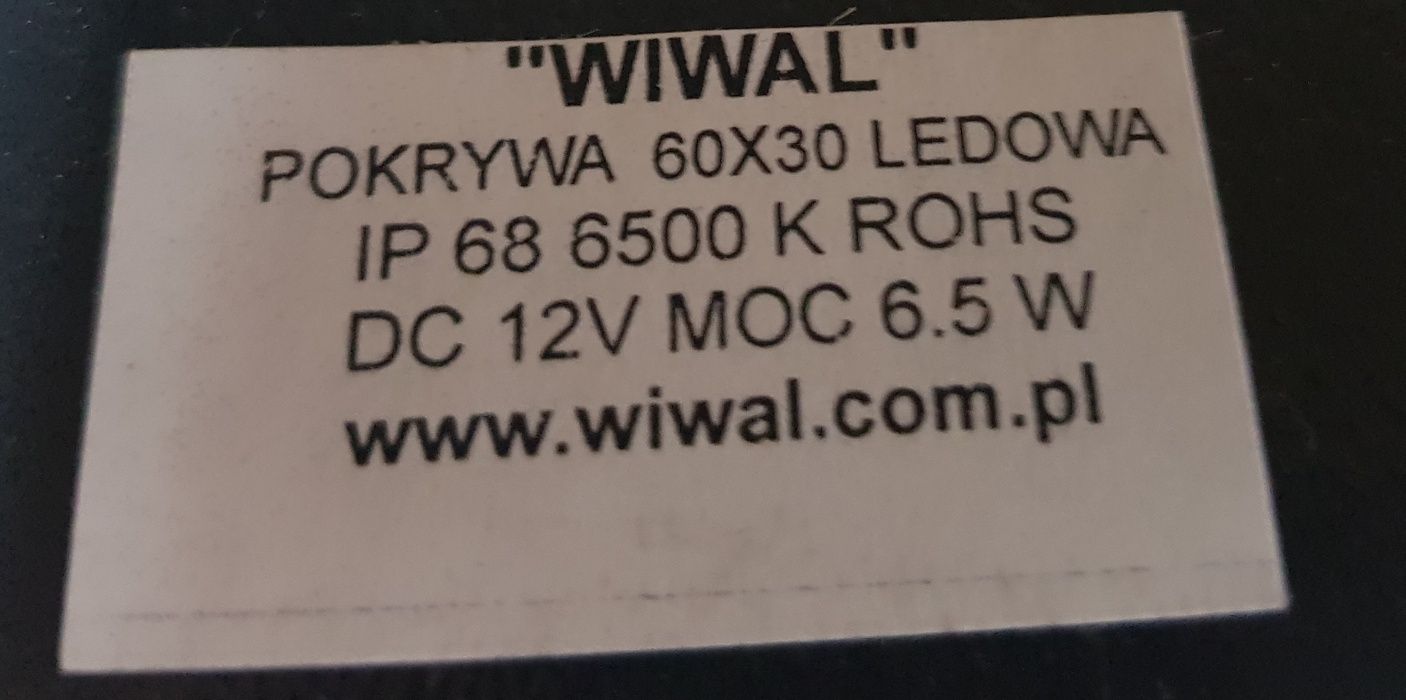 "WIWAL"
POKRYWA 60X30 LEDOWA
IP 68 6500 K ROHS
DC 12V MOC 6.5 W
www.wiwal.com.pl